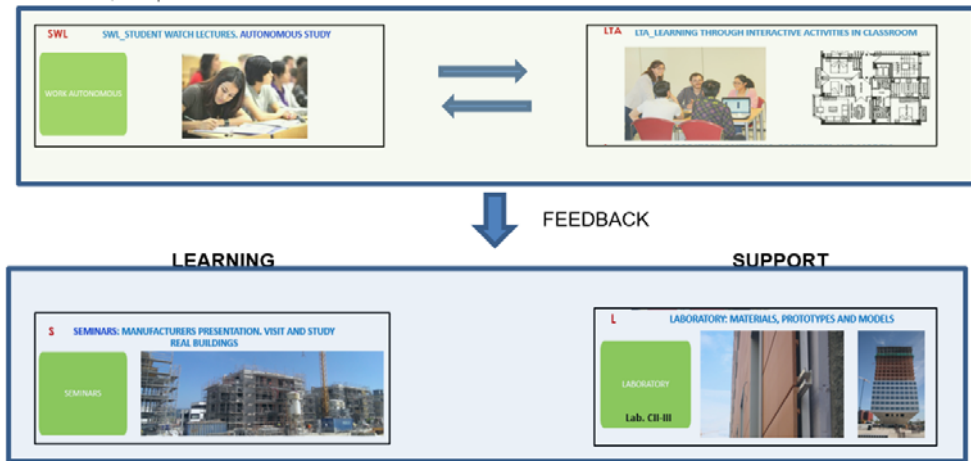 SWL
SWL_STUDENT WATCH LECTURES. AUTONOMOUS STUDY
WORK AUTONOMOUS
LTA
LTA_LEARNING THROUGH INTERACTIVE ACTIVITIES IN CLASSROOM
FEEDBACK
LEARNING
SUPPORT
S
SEMINARS: MANUFACTURERS PRESENTATION. VISIT AND STUDY
REAL BUILDINGS
SEMINARS
L
LABORATORY: MATERIALS, PROTOTYPES AND MODELS
LABORATORY
Lab. CII-III